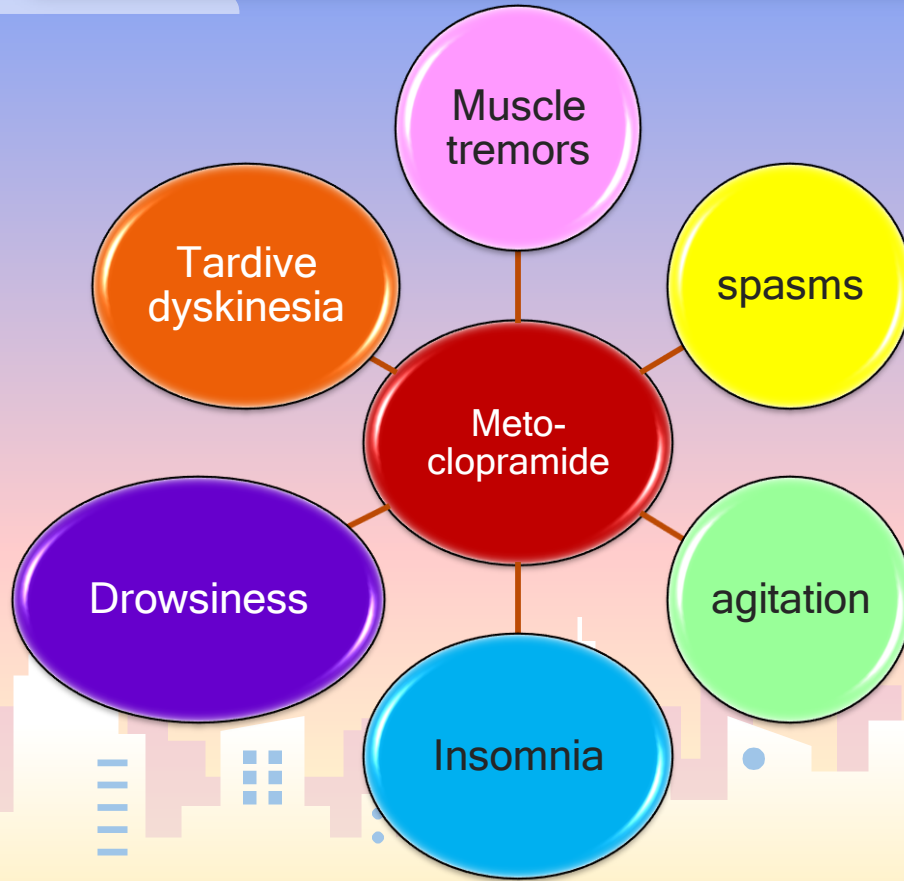 Muscle
tremors
spasms
agitation
Insomnia
Drowsiness
Tardive
dyskinesia
Meto-
clopramide